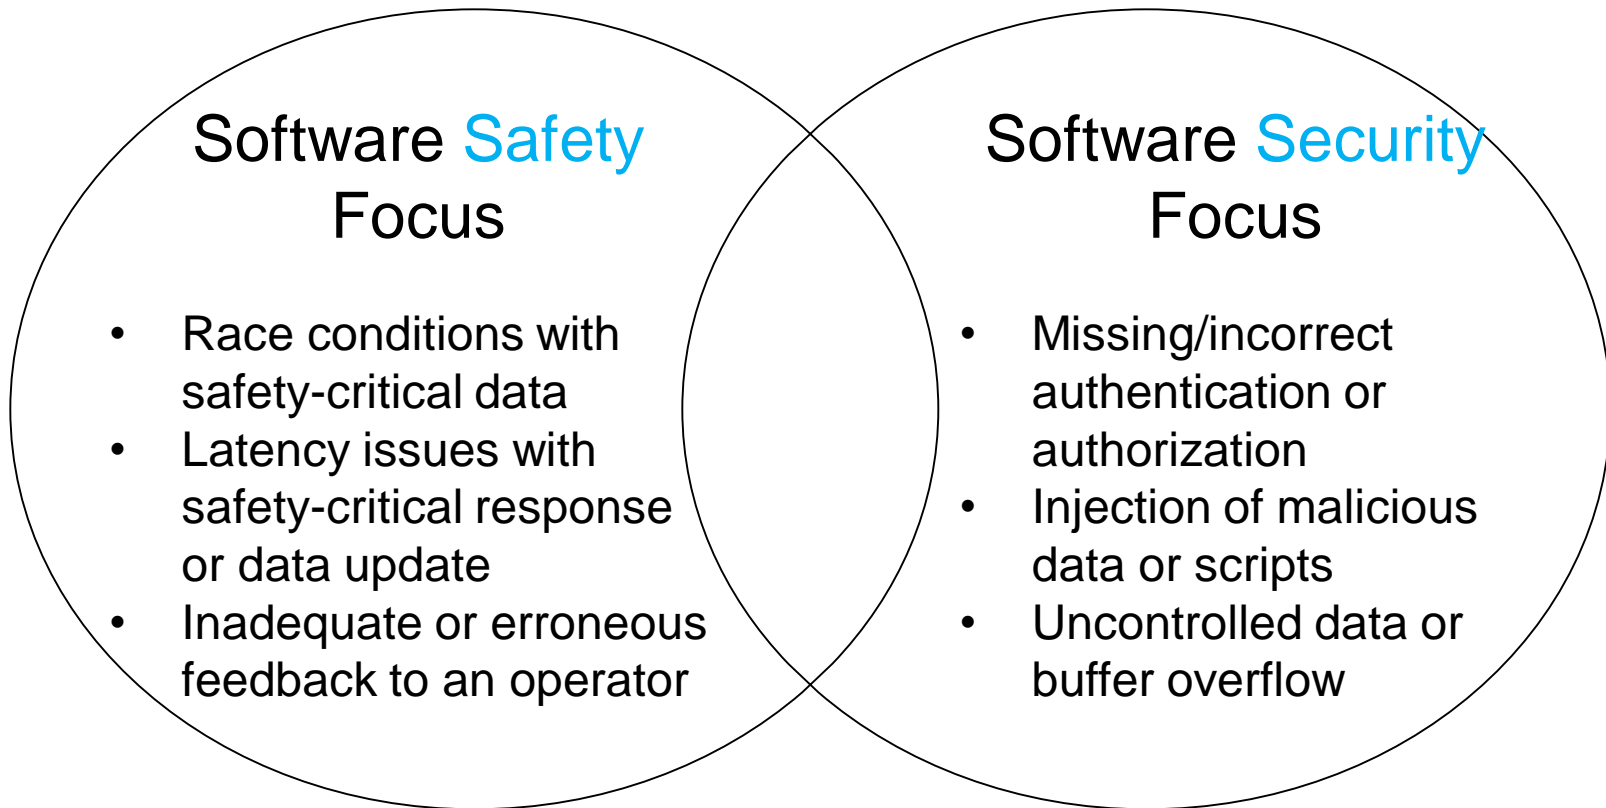 Software Safety
Focus
• Race conditions with
safety-critical data
• Latency issues with
safety-critical response
or data update
• Inadequate or erroneous
feedback to an operator
Software Security
Focus
• Missing/incorrect
authentication or
authorization
• Injection of malicious
data or scripts
• Uncontrolled data or
buffer overflow